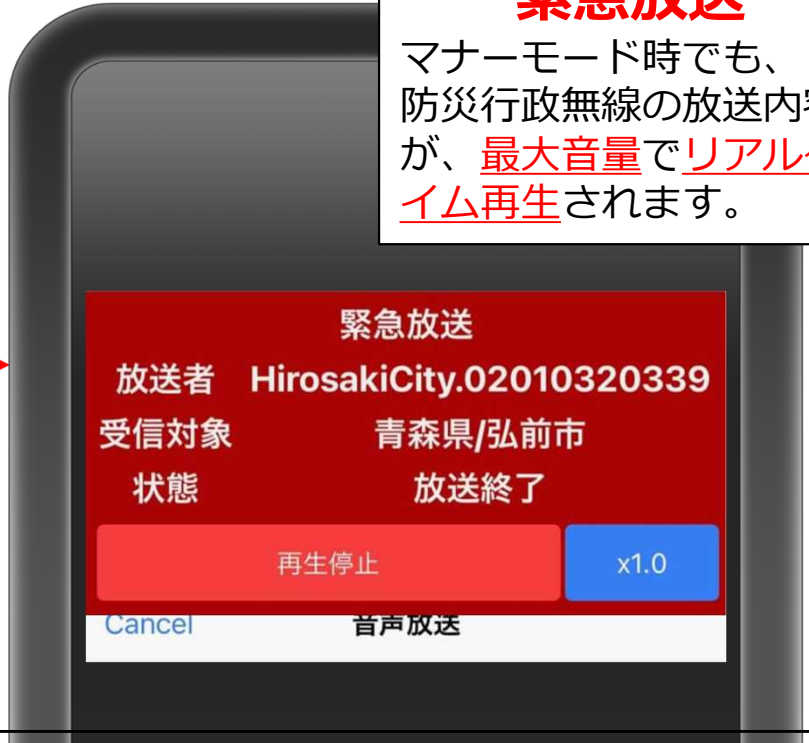 緊急放送
マナーモード時でも、
防災行政無線の放送内容
が、最大音量でリアルタ
イム再生されます。
緊急放送
放送者 HirosakiCity.02010320339
受信対象 青森県/弘前市
状態 放送終了
再生停止 x1.0
Cancel 音声放送